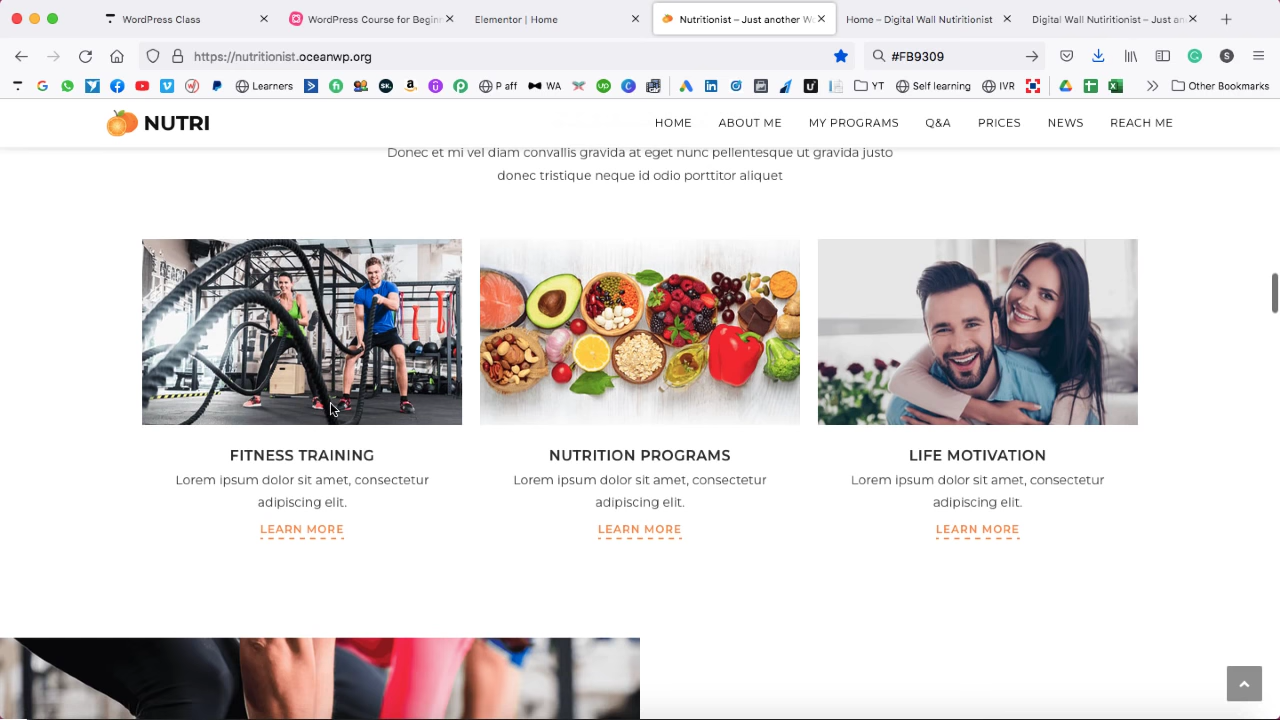 WordPress Class
WordPress Course for Beginn
Elementor | Home
Nutritionist – Just another W
Home – Digital Wall Nutiritionist
Digital Wall Nutiritionist – Just an
https://nutritionist.oceanwp.org
#FB9309
Learners
P aff
WA
YT
Self learning
IVR
Other Bookmarks
NUTRI
HOME
ABOUT ME
MY PROGRAMS
Q&A
PRICES
NEWS
REACH ME
Donec et mi vel diam convallis gravida at eget nunc pellentesque ut gravida justo
donec tristique neque id odio porttitor aliquet
FITNESS TRAINING
Lorem ipsum dolor sit amet, consectetur
adipiscing elit.
LEARN MORE
NUTRITION PROGRAMS
Lorem ipsum dolor sit amet, consectetur
adipiscing elit.
LEARN MORE
LIFE MOTIVATION
Lorem ipsum dolor sit amet, consectetur
adipiscing elit.
LEARN MORE